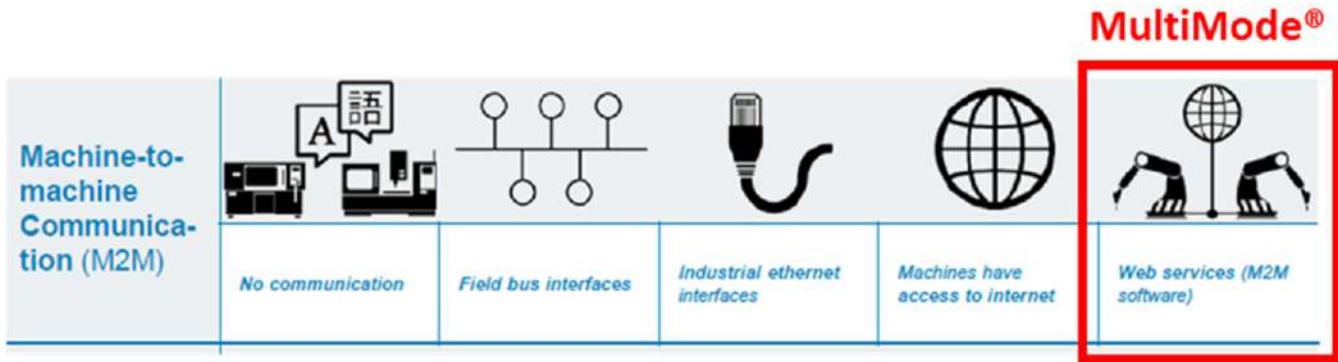 MultiMode®
Machine-to-
machine
Communica-
tion (M2M)
A
語
No communication
Field bus interfaces
Industrial ethernet
interfaces
Machines have
access to internet
Web services (M2M
software)